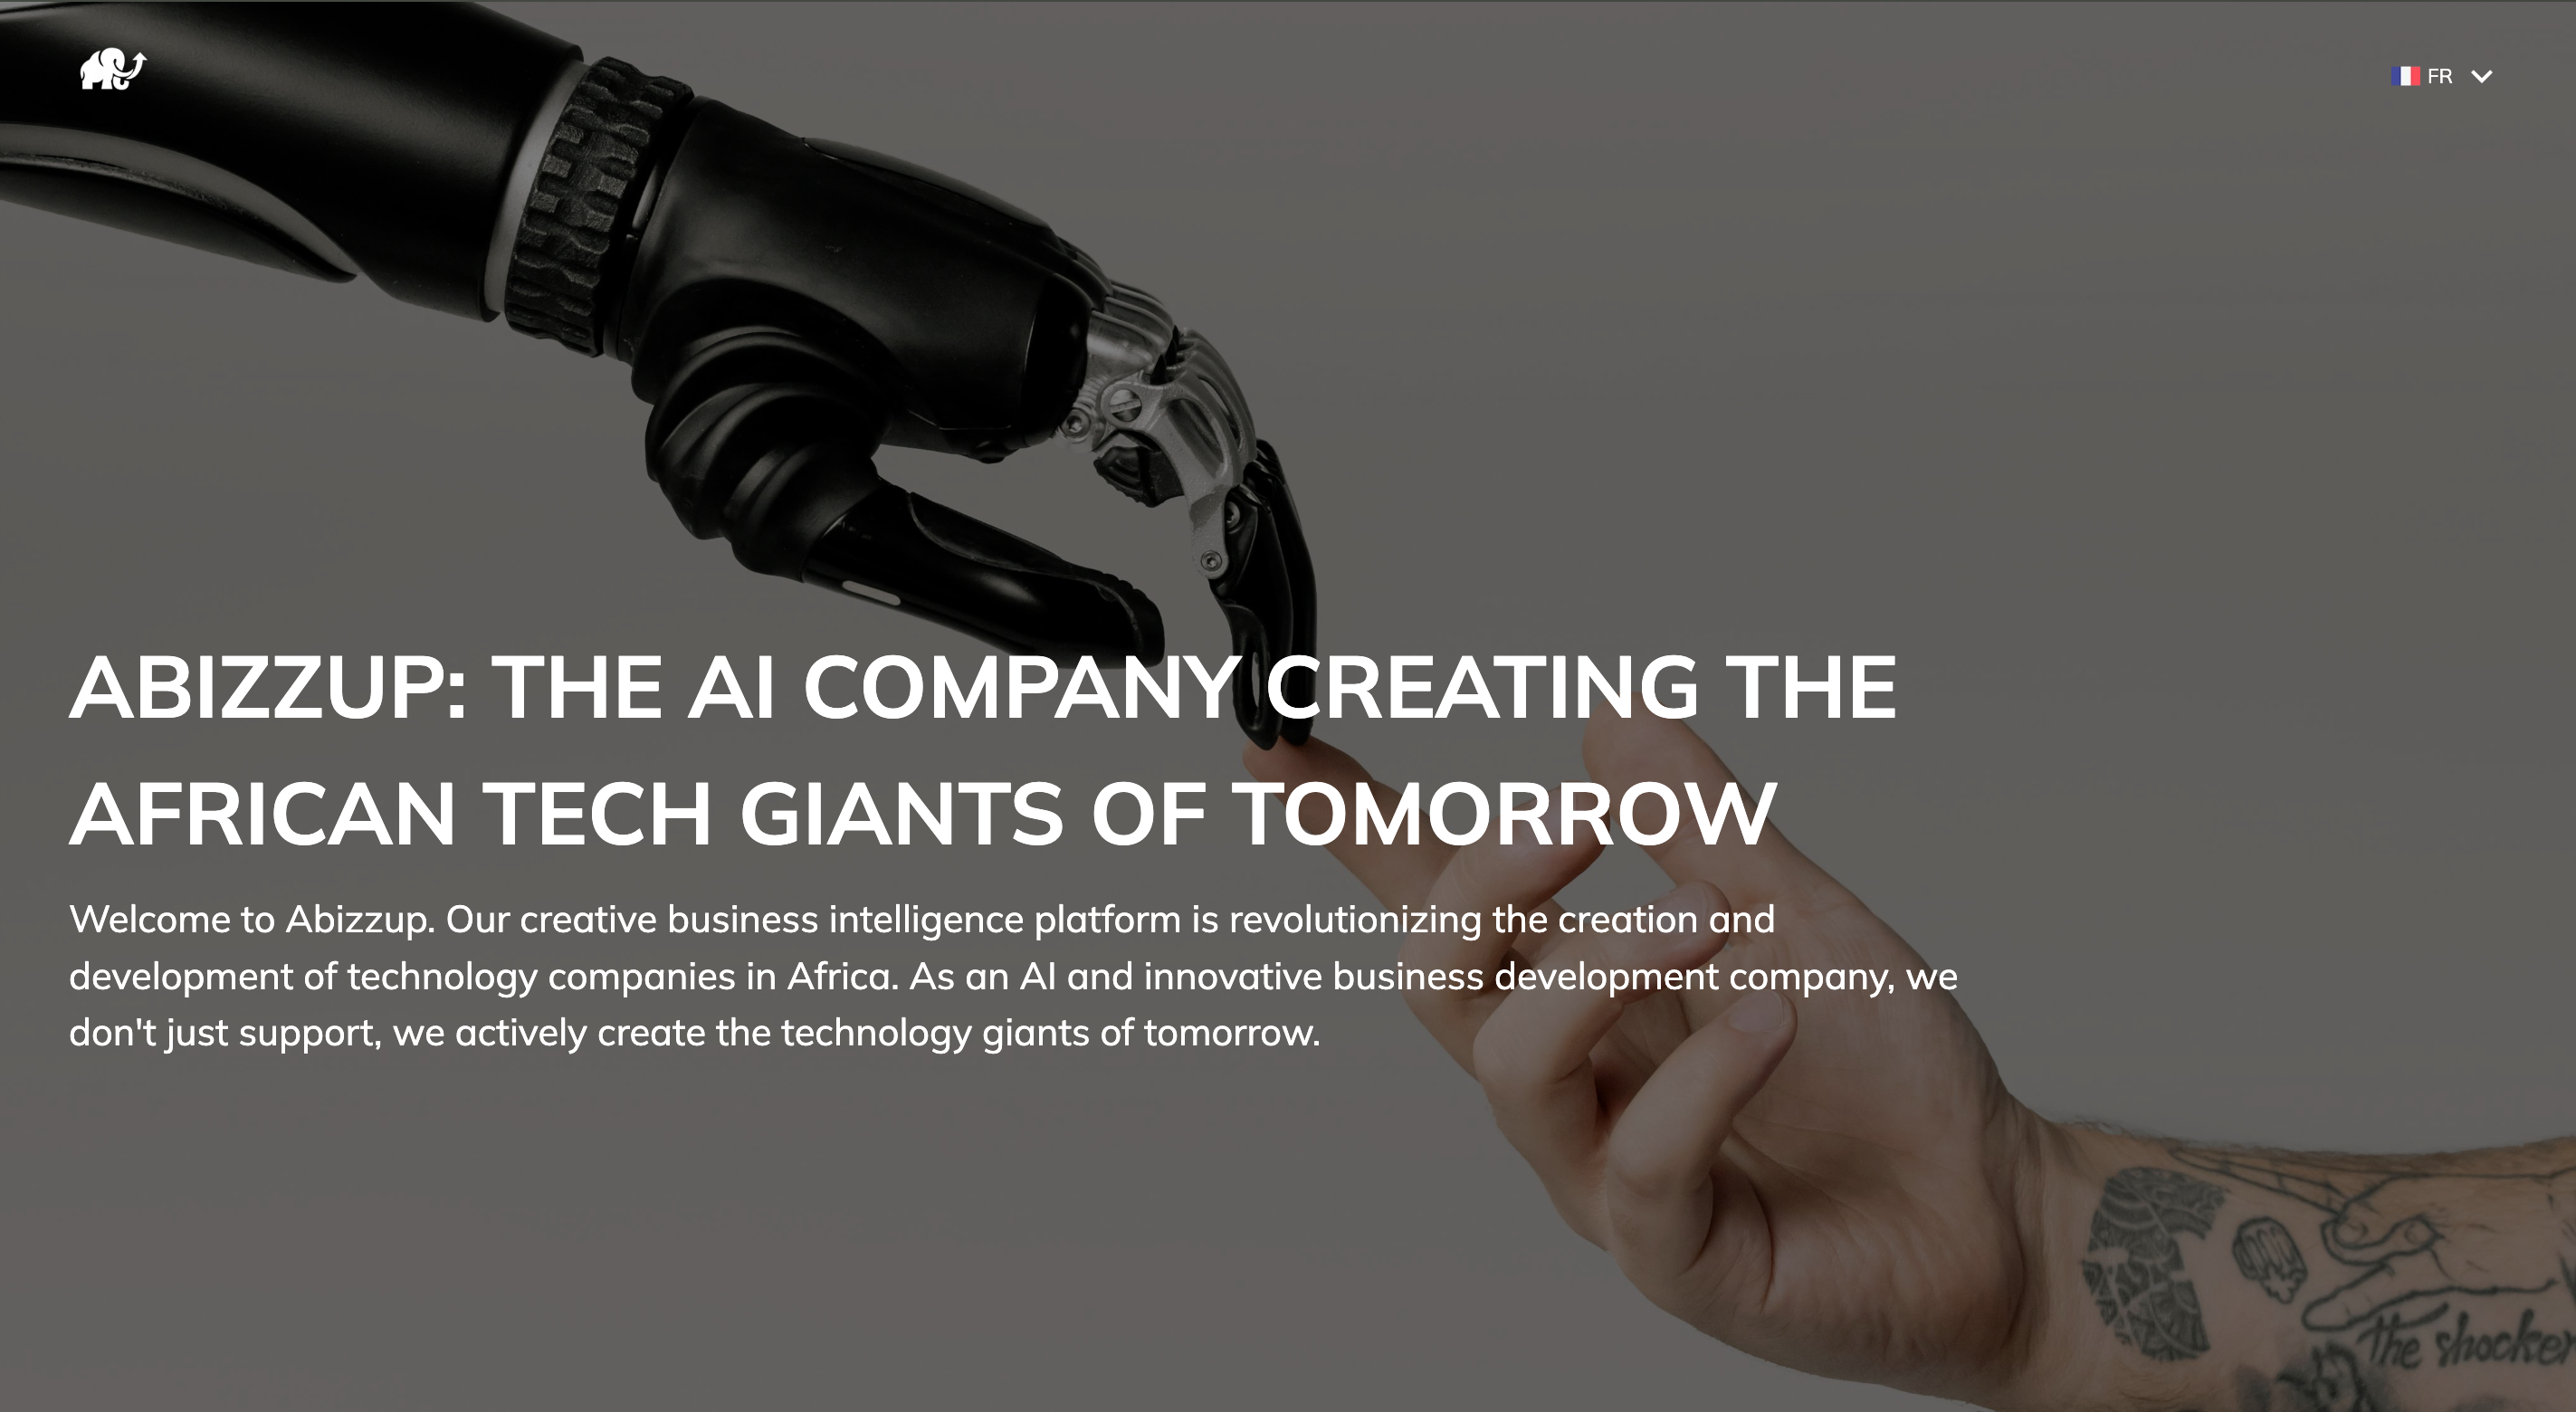 FR
ABIZZUP: THE AI COMPANY CREATING THE
AFRICAN TECH GIANTS OF TOMORROW
Welcome to Abizzup. Our creative business intelligence platform is revolutionizing the creation and
development of technology companies in Africa. As an AI and innovative business development company, we
don't just support, we actively create the technology giants of tomorrow.
the shocker